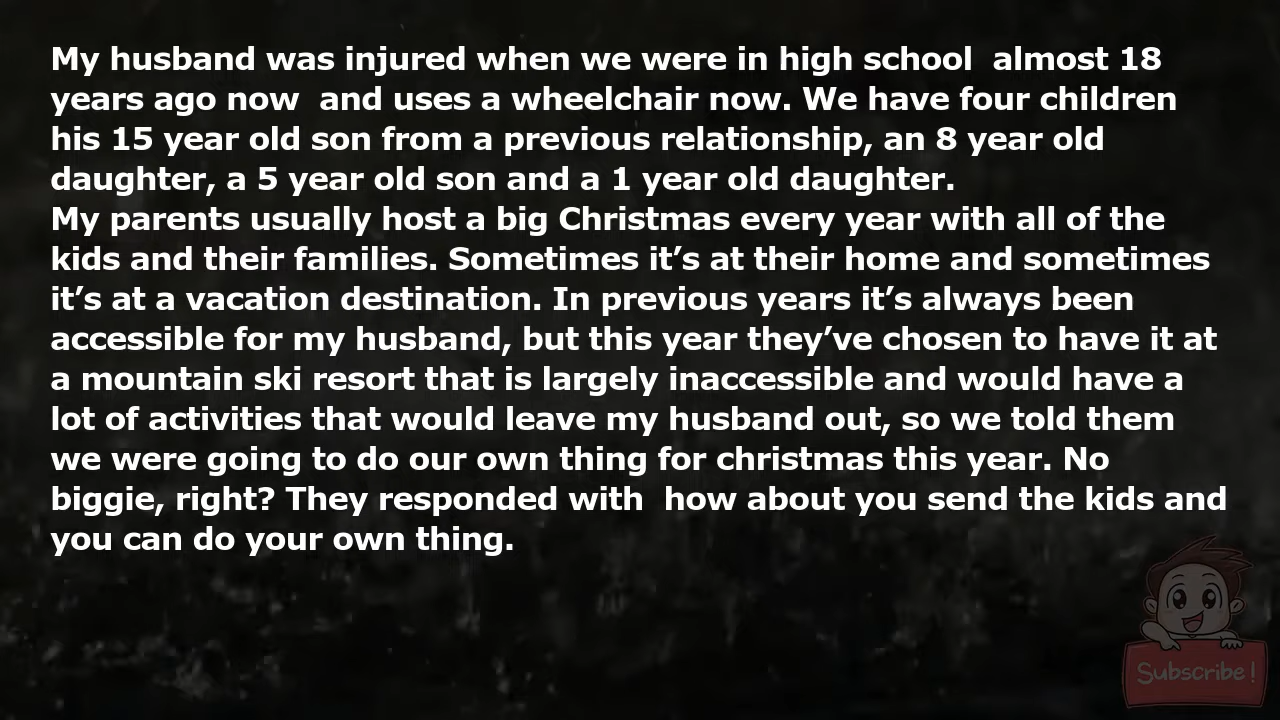 My husband was injured when we were in high school  almost 18
years ago now  and uses a wheelchair now. We have four children
his 15 year old son from a previous relationship, an 8 year old
daughter, a 5 year old son and a 1 year old daughter.
My parents usually host a big Christmas every year with all of the
kids and their families. Sometimes it’s at their home and sometimes
it’s at a vacation destination. In previous years it’s always been
accessible for my husband, but this year they’ve chosen to have it at
a mountain ski resort that is largely inaccessible and would have a
lot of activities that would leave my husband out, so we told them
we were going to do our own thing for christmas this year. No
biggie, right? They responded with  how about you send the kids and
you can do your own thing.
Subscribe!